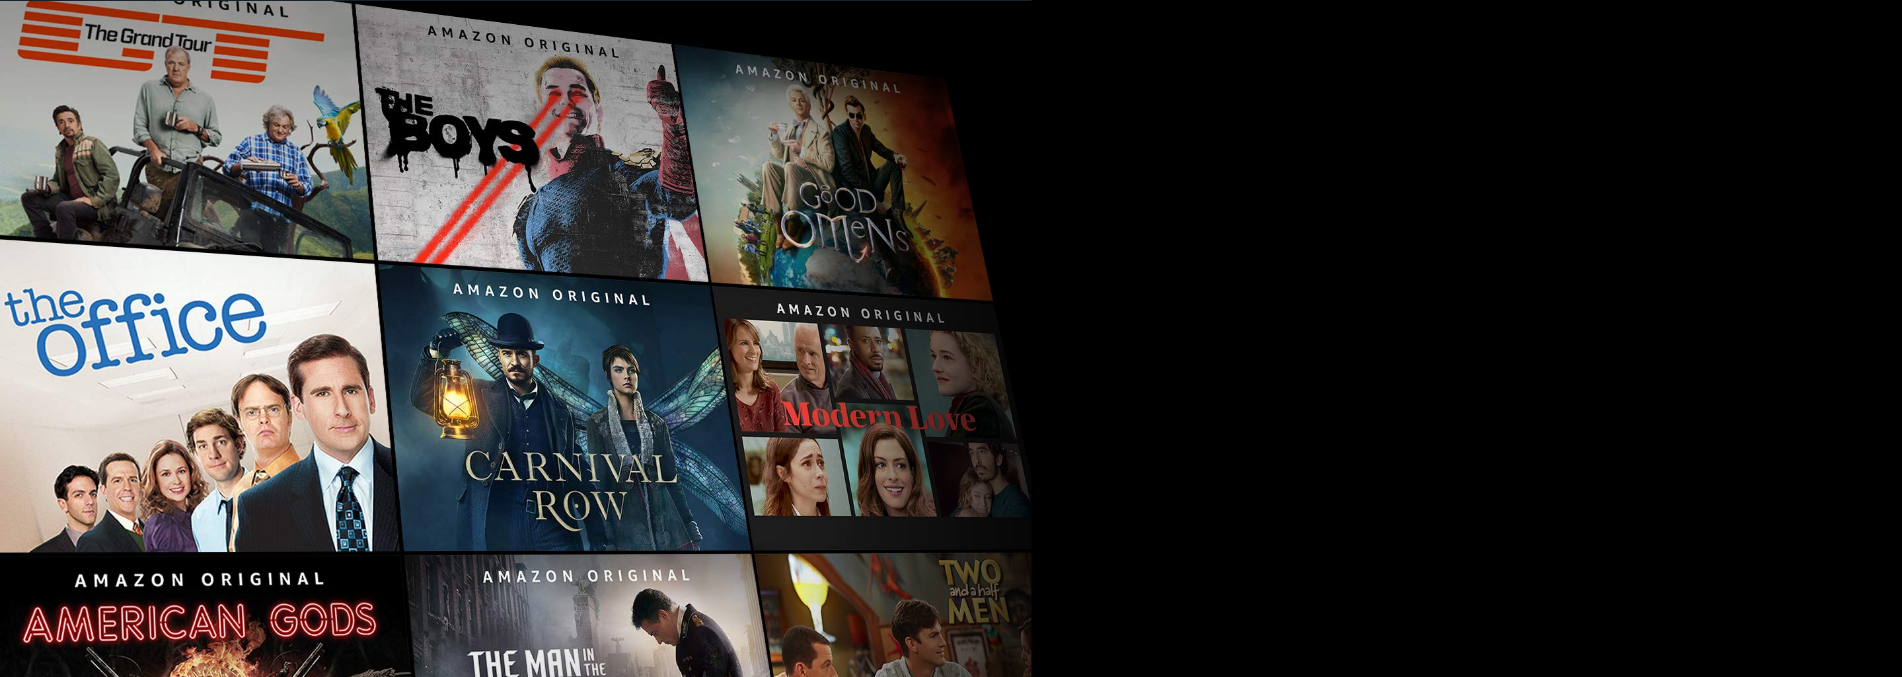 ORIGINAL
The Grand Tour
AMAZON ORIGINAL
THE
BOYS
AMAZON ORIGINAL
GOOD
OMENS
the
office
AMAZON ORIGINAL
CARNIVAL
ROW
AMAZON ORIGINAL
Modern Love
AMAZON ORIGINAL
AMERICAN GODS
AMAZON ORIGINAL
THE MAN IN
THE
TWO
and a half
MEN